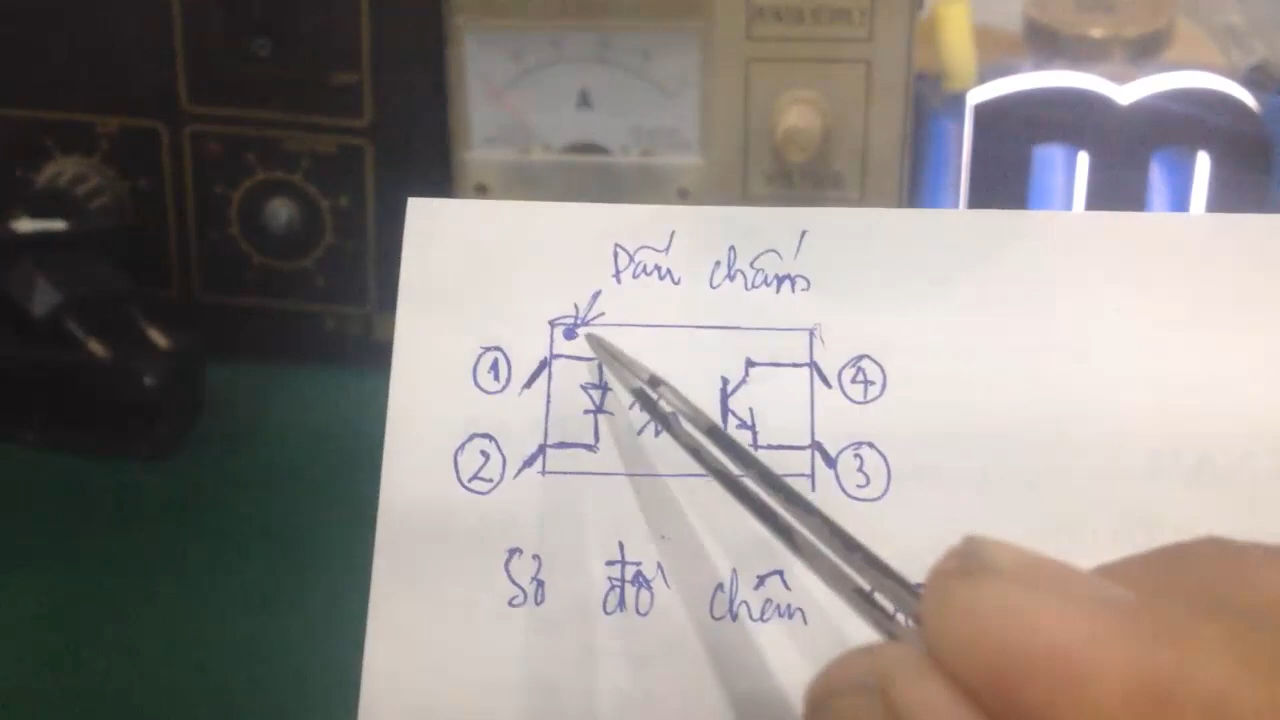 Dấu chấm
① ④
② ③
Sơ đồ chân
A